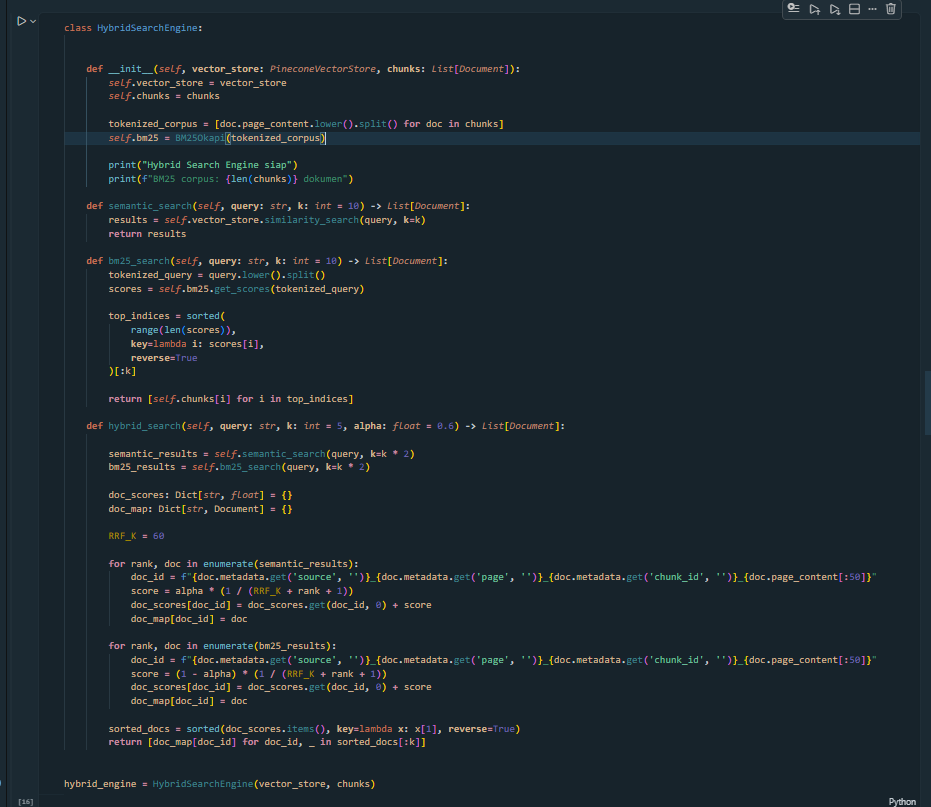 class HybridSearchEngine:
def __init__(self, vector_store: PineconeVectorStore, chunks: List[Document]):
self.vector_store = vector_store
self.chunks = chunks
tokenized_corpus = [doc.page_content.lower().split() for doc in chunks]
self.bm25 = BM25Okapi(tokenized_corpus)
print("Hybrid Search Engine siap")
print(f"BM25 corpus: {len(chunks)} dokumen")
def semantic_search(self, query: str, k: int = 10) -> List[Document]:
results = self.vector_store.similarity_search(query, k=k)
return results
def bm25_search(self, query: str, k: int = 10) -> List[Document]:
tokenized_query = query.lower().split()
scores = self.bm25.get_scores(tokenized_query)
top_indices = sorted(
range(len(scores)),
key=lambda i: scores[i],
reverse=True
)[:k]
return [self.chunks[i] for i in top_indices]
def hybrid_search(self, query: str, k: int = 5, alpha: float = 0.6) -> List[Document]:
semantic_results = self.semantic_search(query, k=k * 2)
bm25_results = self.bm25_search(query, k=k * 2)
doc_scores: Dict[str, float] = {}
doc_map: Dict[str, Document] = {}
RRF_K = 60
for rank, doc in enumerate(semantic_results):
doc_id = f"{doc.metadata.get('source', '')}_{doc.metadata.get('page', '')}_{doc.metadata.get('chunk_id', '')}_{doc.page_content[:50]}"
score = alpha * (1 / (RRF_K + rank + 1))
doc_scores[doc_id] = doc_scores.get(doc_id, 0) + score
doc_map[doc_id] = doc
for rank, doc in enumerate(bm25_results):
doc_id = f"{doc.metadata.get('source', '')}_{doc.metadata.get('page', '')}_{doc.metadata.get('chunk_id', '')}_{doc.page_content[:50]}"
score = (1 - alpha) * (1 / (RRF_K + rank + 1))
doc_scores[doc_id] = doc_scores.get(doc_id, 0) + score
doc_map[doc_id] = doc
sorted_docs = sorted(doc_scores.items(), key=lambda x: x[1], reverse=True)
return [doc_map[doc_id] for doc_id, _ in sorted_docs[:k]]
hybrid_engine = HybridSearchEngine(vector_store, chunks)
[16]
Python